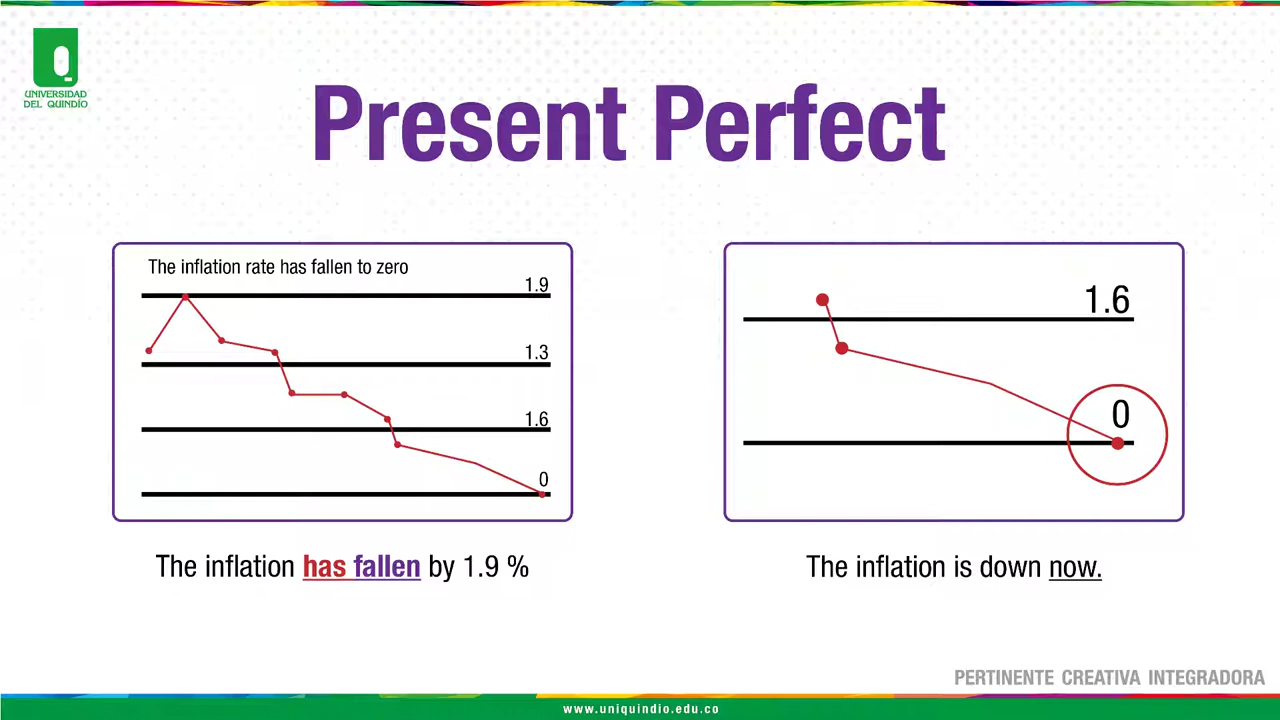 UNIVERSIDAD
DEL QUINDÍO
Present Perfect
The inflation rate has fallen to zero
1.9
1.3
1.6
0
The inflation has fallen by 1.9 %
1.6
0
The inflation is down now.
PERTINENTE CREATIVA INTEGRADORA
www.uniquindio.edu.co